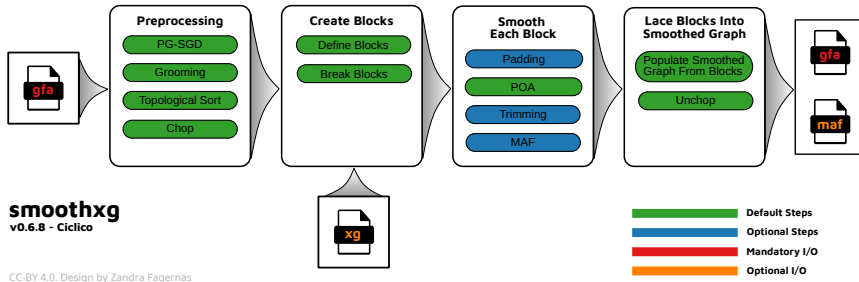 Preprocessing
PG-SGD
Grooming
Topological Sort
Chop
Create Blocks
Define Blocks
Break Blocks
Smooth
Each Block
Padding
POA
Trimming
MAF
Lace Blocks Into
Smoothed Graph
Populate Smoothed
Graph From Blocks
Unchop
gfa
gfa
maf
xg
smoothxg
v0.6.8 - Ciclico
Default Steps
Optional Steps
Mandatory I/O
Optional I/O
CC-BY 4.0. Design by Zandra Fagernäs